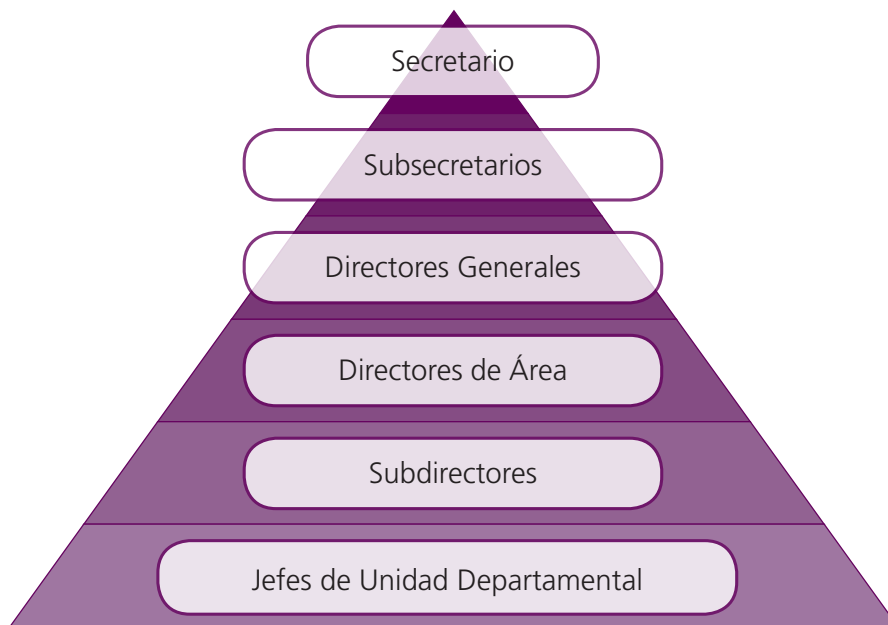 Secretario
Subsecretarios
Directores Generales
Directores de Área
Subdirectores
Jefes de Unidad Departamental